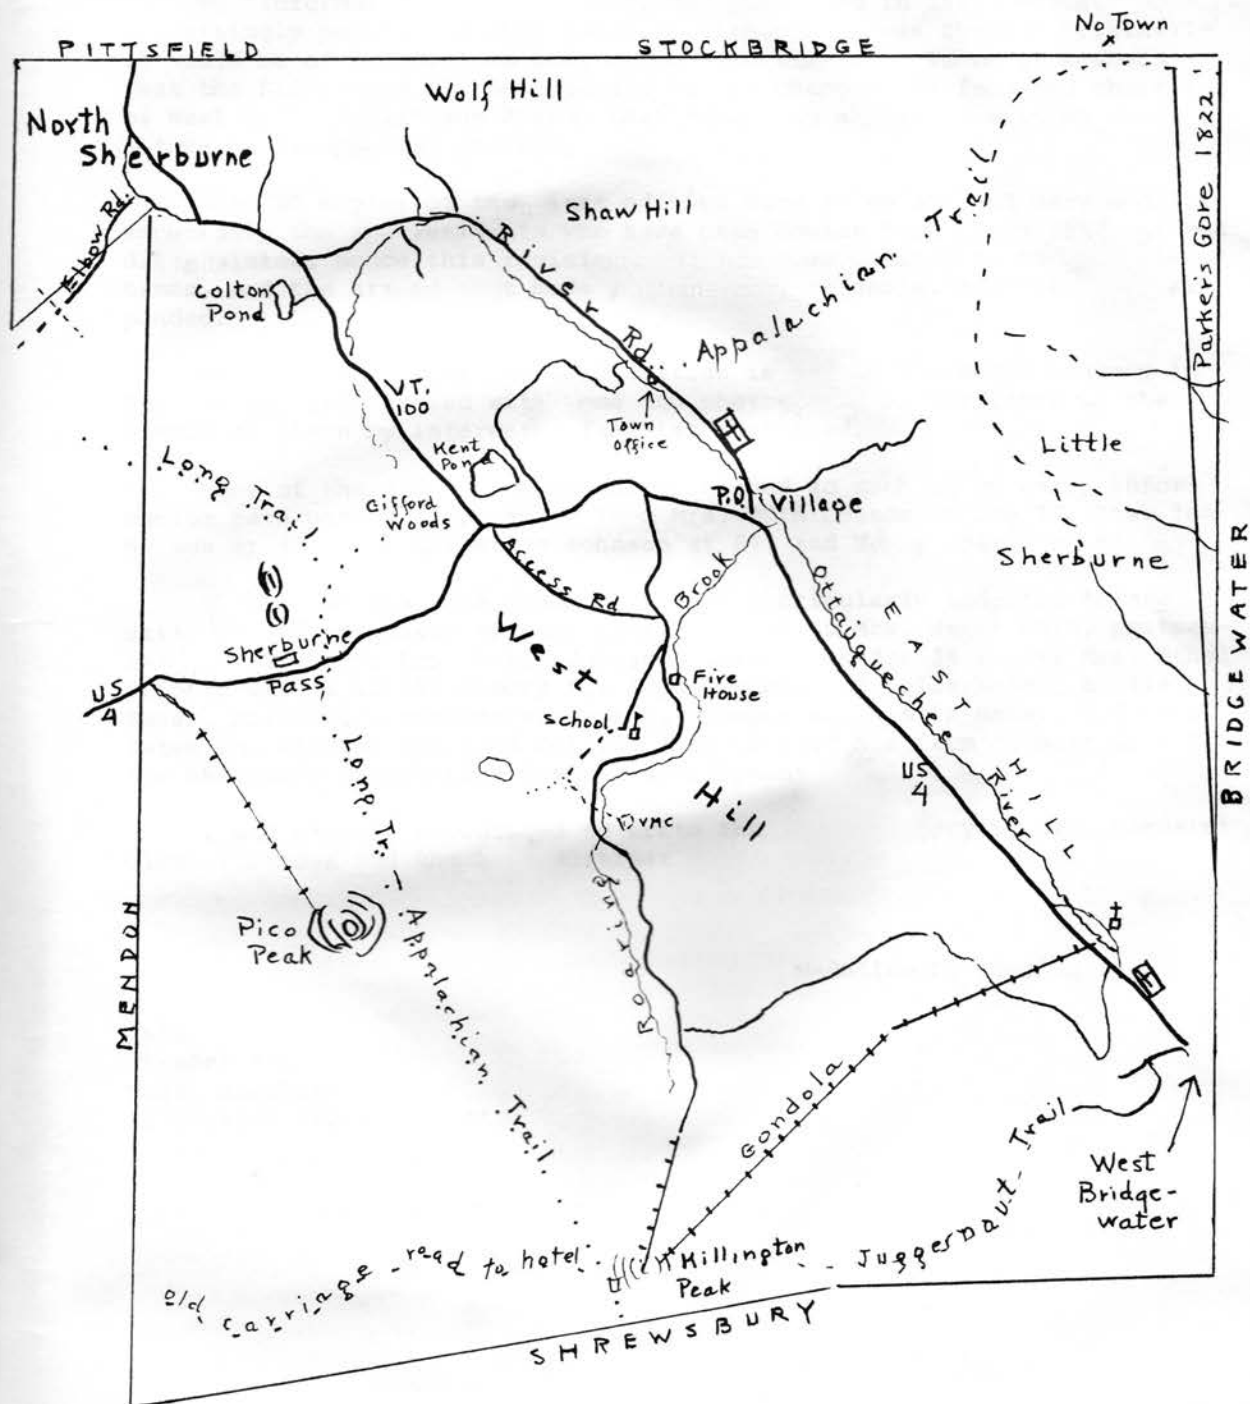 No Town
PITTSFIELD
STOCKBRIDGE
Wolf Hill
North
Sherburne
Parker's Gore 1822
Elbow Rd.
Shaw Hill
River Rd.
Appalachian Trail
Colton
Pond
VT.
100
Town
Office
Kent
Pond
Little
Sherburne
Long Trail
Gifford
Woods
P.O.
Village
Access Rd
Brook
Ottauquechee
River
EAST HILL
BRIDGEWATER
West
Hill
Sherburne
Pass
US
4
Fire
House
School
US
4
Long Tr. - Appalachian Trail
VMC
Roaring
Pico
Peak
MENDON
Gondola
Juggernaut Trail
West
Bridge-
water
Old carriage road to hotel
Killington
Peak
SHREWSBURY